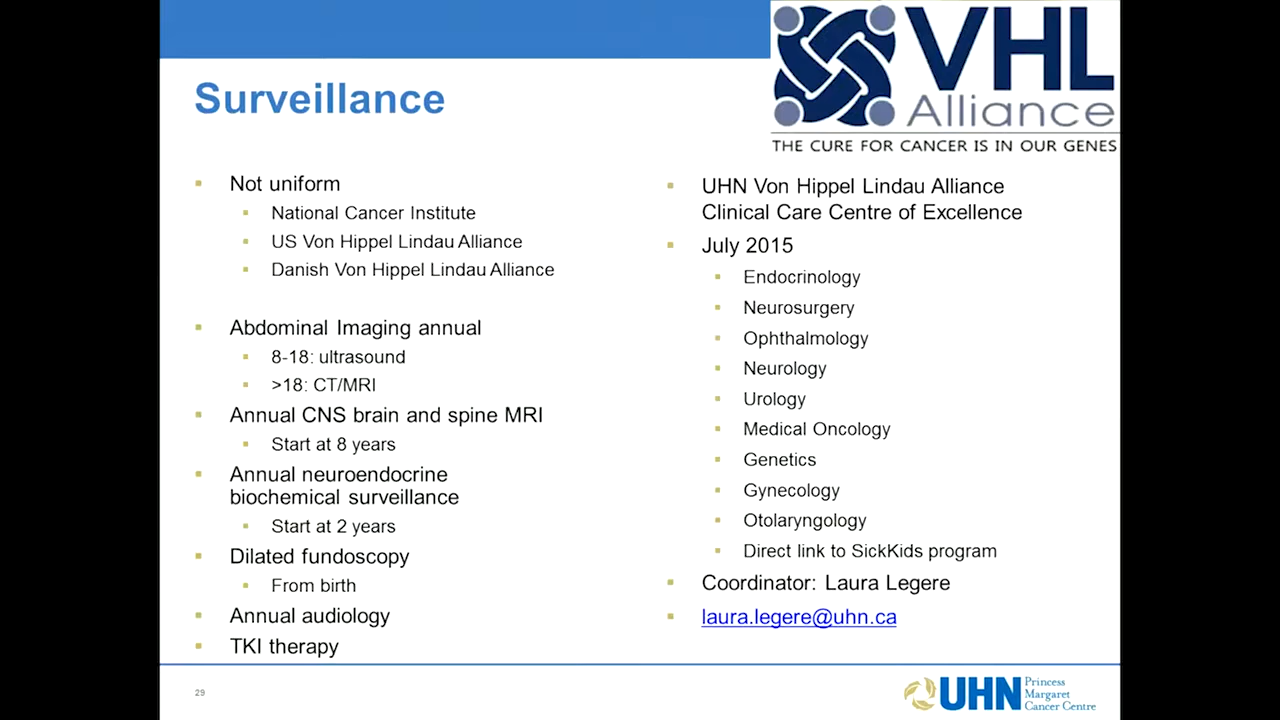 VHL
Alliance
THE CURE FOR CANCER IS IN OUR GENES
Surveillance
Not uniform
National Cancer Institute
US Von Hippel Lindau Alliance
Danish Von Hippel Lindau Alliance
Abdominal Imaging annual
8-18: ultrasound
>18: CT/MRI
Annual CNS brain and spine MRI
Start at 8 years
Annual neuroendocrine
biochemical surveillance
Start at 2 years
Dilated fundoscopy
From birth
Annual audiology
TKI therapy
UHN Von Hippel Lindau Alliance
Clinical Care Centre of Excellence
July 2015
Endocrinology
Neurosurgery
Ophthalmology
Neurology
Urology
Medical Oncology
Genetics
Gynecology
Otolaryngology
Direct link to SickKids program
Coordinator: Laura Legere
laura.legere@uhn.ca
29
UHN
Princess
Margaret
Cancer Centre